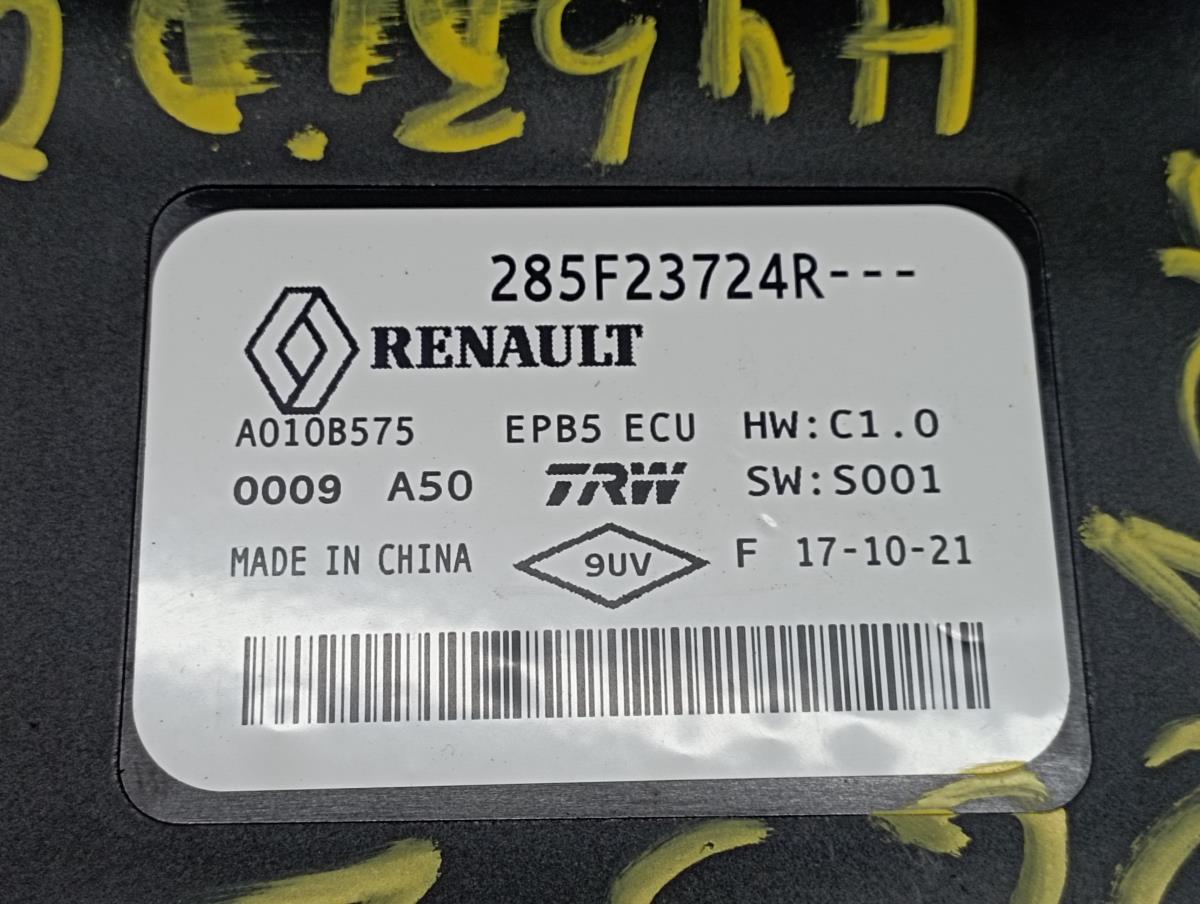 285F23724R---
RENAULT
A010B575 EPB5 ECU HW:C1.0
0009 A50 TRW SW:S001
MADE IN CHINA 9UV F 17-10-21